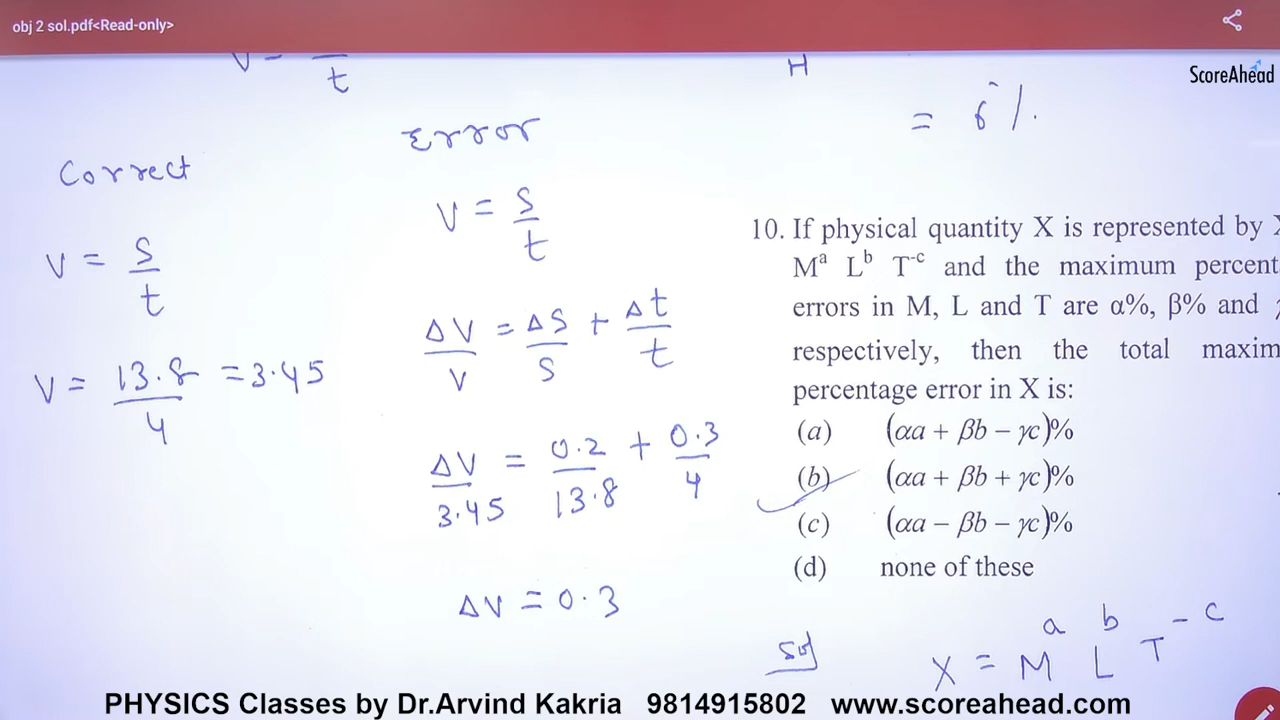 obj 2 sol.pdf<Read-only>
ScoreAhead
V =
t
Correct
V = s
t
V = 13.8 = 3.45
4
Error
V = s
t
ΔV = ΔS + Δt
V S t
ΔV = 0.2 + 0.3
3.45 13.8 4
ΔV = 0.3
H
= 6%.
10. If physical quantity X is represented by
Mᵃ Lᵇ T⁻ᶜ and the maximum percent
errors in M, L and T are α%, β% and
respectively, then the total maxim
percentage error in X is:
(a) (αa + βb − γc)%
(b) (αa + βb + γc)%
(c) (αa − βb − γc)%
(d) none of these
Sol
X = Mᵃ Lᵇ T⁻ᶜ
PHYSICS Classes by Dr.Arvind Kakria 9814915802 www.scoreahead.com